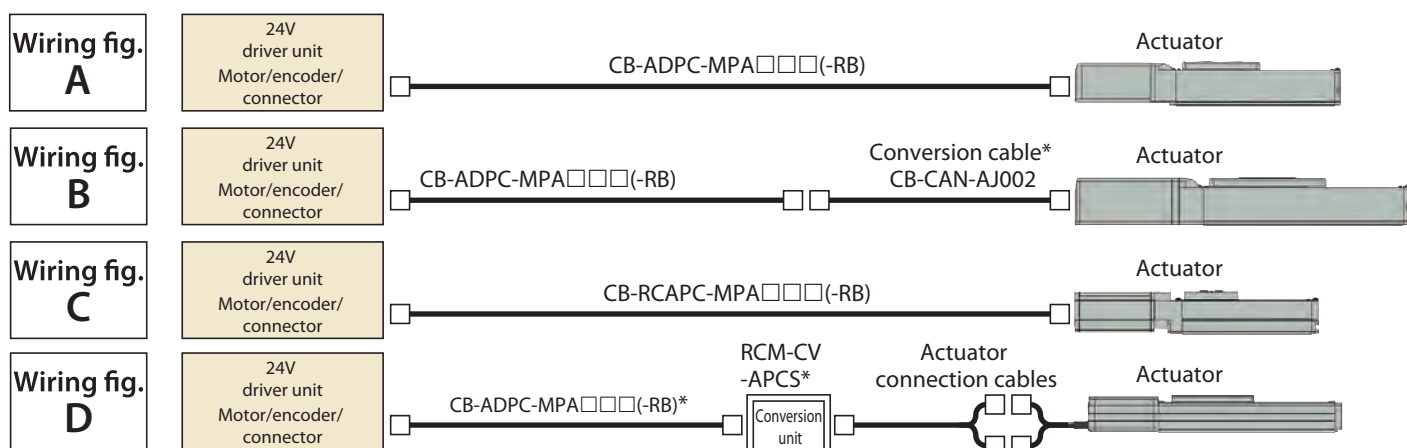 Wiring fig.
A
24V
driver unit
Motor/encoder/
connector
CB-ADPC-MPA□□□(-RB)
Actuator
Wiring fig.
B
24V
driver unit
Motor/encoder/
connector
CB-ADPC-MPA□□□(-RB)
Conversion cable*
CB-CAN-AJ002
Actuator
Wiring fig.
C
24V
driver unit
Motor/encoder/
connector
CB-RCAPC-MPA□□□(-RB)
Actuator
Wiring fig.
D
24V
driver unit
Motor/encoder/
connector
CB-ADPC-MPA□□□(-RB)*
RCM-CV
-APCS*
Conversion
unit
Actuator
connection cables
Actuator